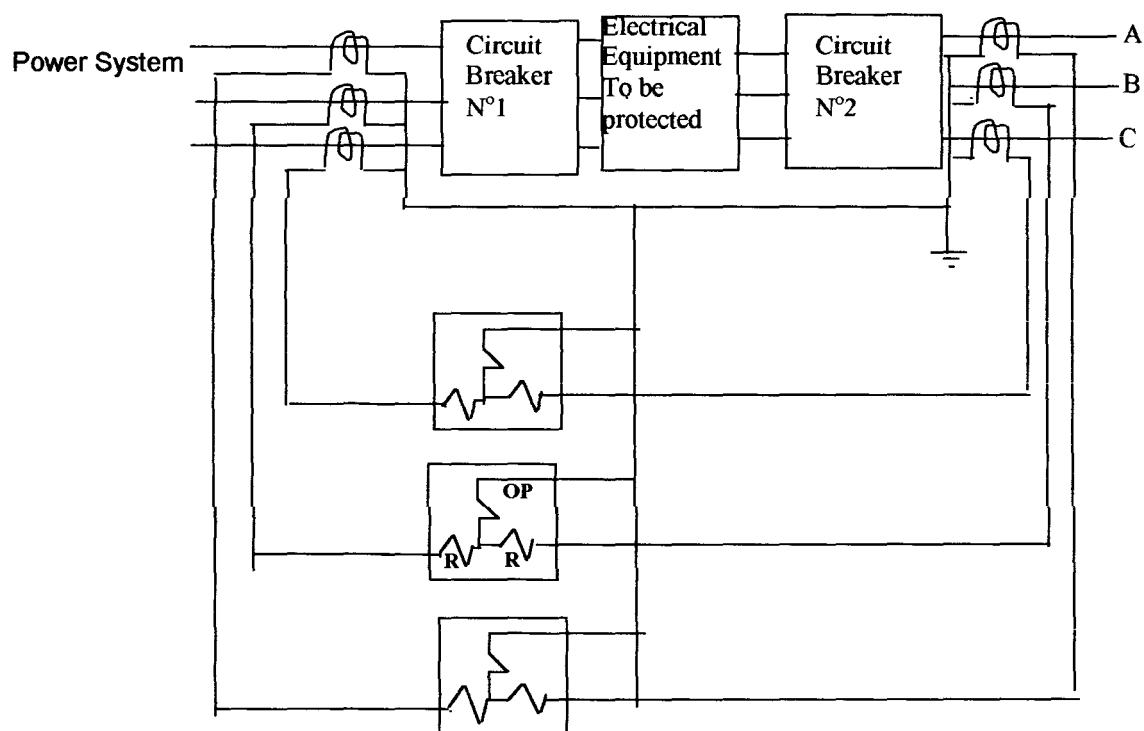 Power System
Circuit
Breaker
N°1
Electrical
Equipment
To be
protected
Circuit
Breaker
N°2
A
B
C
OP
R
R